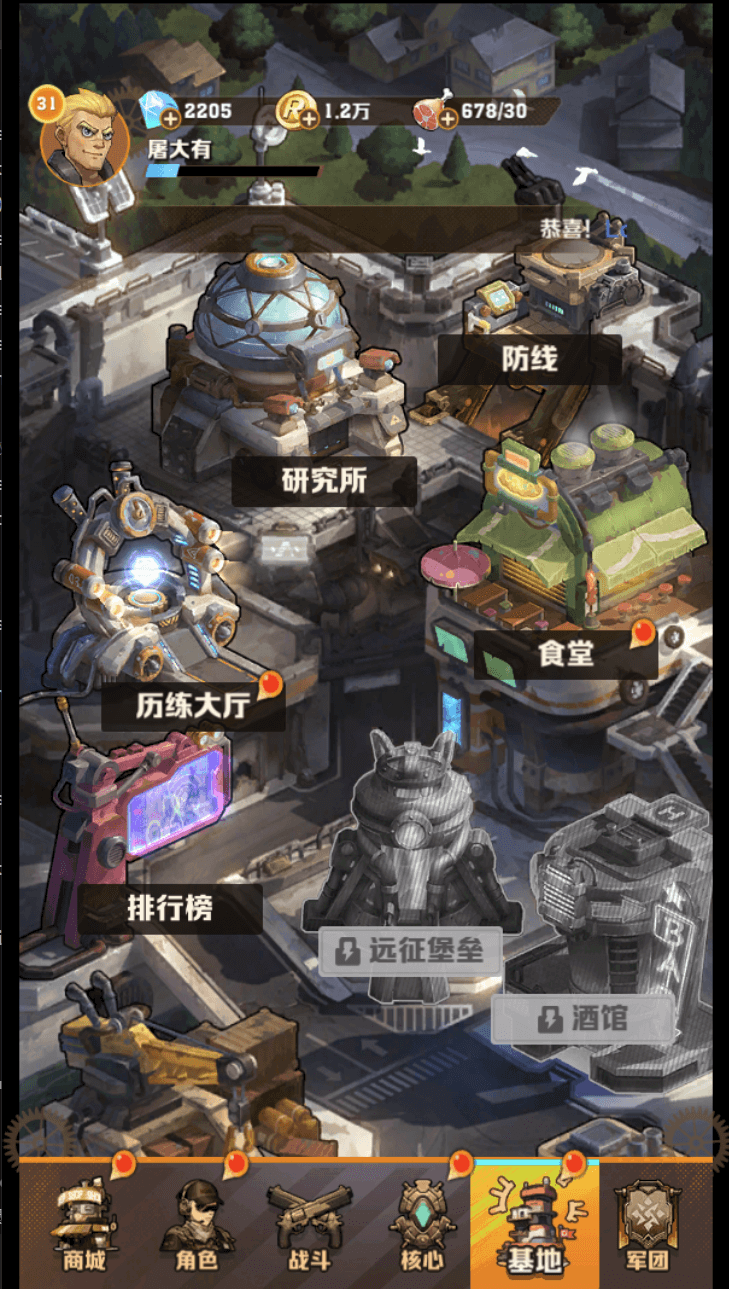 31
2205
1.2万
678/30
屠大有
恭喜! Lx
防线
研究所
食堂
历练大厅
排行榜
远征堡垒
酒馆
H
BA
商城
角色
战斗
核心
基地
军团